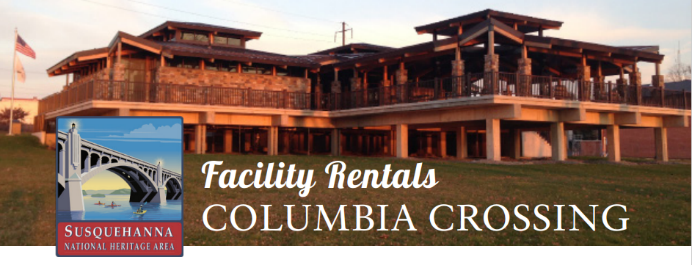 Facility Rentals
COLUMBIA CROSSING
SUSQUEHANNA
NATIONAL HERITAGE AREA